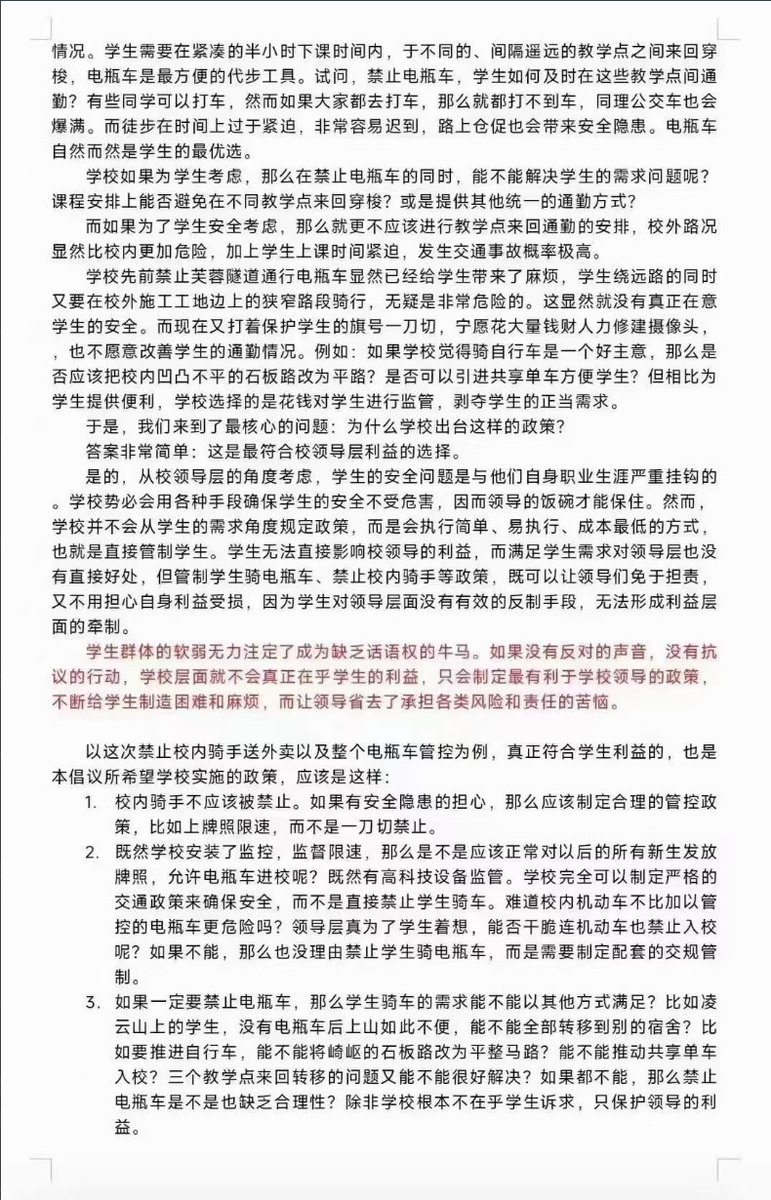 情况。学生需要在紧凑的半小时下课时间内，于不同的、间隔遥远的教学点之间来回穿
梭，电瓶车是最方便的代步工具。试问，禁止电瓶车，学生如何及时在这些教学点间通
勤？有些同学可以打车，然而如果大家都去打车，那么就都打不到车，同理公交车也会
爆满。而徒步在时间上过于紧迫，非常容易迟到，路上仓促也会带来安全隐患。电瓶车
自然而然是学生的最优选。
学校如果为学生考虑，那么在禁止电瓶车的同时，能不能解决学生的需求问题呢？
课程安排上能否避免在不同教学点来回穿梭？或是提供其他统一的通勤方式？
而如果为了学生安全考虑，那么就更不应该进行教学点来回通勤的安排，校外路况
显然比校内更加危险，加上学生上课时间紧迫，发生交通事故概率极高。
学校先前禁止芙蓉隧道通行电瓶车显然已经给学生带来了麻烦，学生绕远路的同时
又要在校外施工工地边上的狭窄路段骑行，无疑是非常危险的。这显然就没有真正在意
学生的安全。而现在又打着保护学生的旗号一刀切，宁愿花大量钱财人力修建摄像头，
，也不愿意改善学生的通勤情况。例如：如果学校觉得骑自行车是一个好主意，那么是
否应该把校内凹凸不平的石板路改为平路？是否可以引进共享单车方便学生？但相比为
学生提供便利，学校选择的是花钱对学生进行监管，剥夺学生的正当需求。
于是，我们来到了最核心的问题：为什么学校出台这样的政策？
答案非常简单：这是最符合校领导层利益的选择。
是的，从校领导层的角度考虑，学生的安全问题是与他们自身职业生涯严重挂钩的
。学校势必会用各种手段确保学生的安全不受危害，因而领导的饭碗才能保住。然而，
学校并不会从学生的需求角度规定政策，而是会执行简单、易执行、成本最低的方式，
也就是直接管制学生。学生无法直接影响校领导的利益，而满足学生需求对领导层也没
有直接好处，但管制学生骑电瓶车、禁止校内骑手等政策，既可以让领导们免于担责，
又不用担心自身利益受损，因为学生对领导层面没有有效的反制手段，无法形成利益层
面的牵制。
学生群体的软弱无力注定了成为缺乏话语权的牛马。如果没有反对的声音，没有抗
议的行动，学校层面就不会真正在乎学生的利益，只会制定最有利于学校领导的政策，
不断给学生制造困难和麻烦，而让领导省去了承担各类风险和责任的苦恼。
以这次禁止校内骑手送外卖以及整个电瓶车管控为例，真正符合学生利益的，也是
本倡议所希望学校实施的政策，应该是这样：
1. 校内骑手不应该被禁止。如果有安全隐患的担心，那么应该制定合理的管控政
策，比如上牌照限速，而不是一刀切禁止。
2. 既然学校安装了监控，监督限速，那么是不是应该正常对以后的所有新生发放
牌照，允许电瓶车进校呢？既然有高科技设备监管。学校完全可以制定严格的
交通政策来确保安全，而不是直接禁止学生骑车。难道校内机动车不比加以管
控的电瓶车更危险吗？领导层真为了学生着想，能否干脆连机动车也禁止入校
呢？如果不能，那么也没理由禁止学生骑电瓶车，而是需要制定配套的交规管
制。
3. 如果一定要禁止电瓶车，那么学生骑车的需求能不能以其他方式满足？比如凌
云山上的学生，没有电瓶车后上山如此不便，能不能全部转移到别的宿舍？比
如要推进自行车，能不能将崎岖的石板路改为平整马路？能不能推动共享单车
入校？三个教学点来回转移的问题又能不能很好解决？如果都不能，那么禁止
电瓶车是不是也缺乏合理性？除非学校根本不在乎学生诉求，只保护领导的利
益。